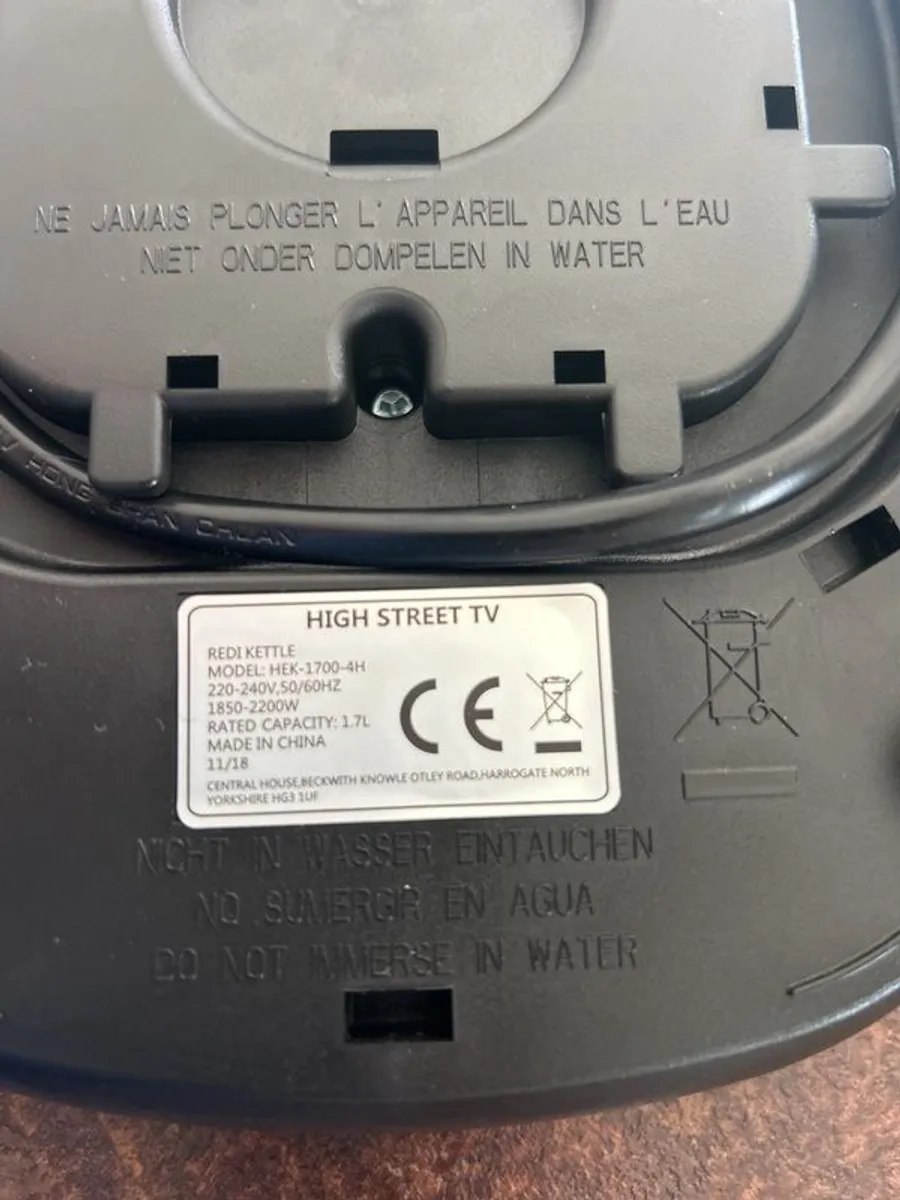 NE JAMAIS PLONGER L'APPAREIL DANS L'EAU
NIET ONDER DOMPELEN IN WATER
HONG CHUAN
HIGH STREET TV
REDI KETTLE
MODEL: HEK-1700-4H
220-240V,50/60HZ
1850-2200W
RATED CAPACITY: 1.7L
MADE IN CHINA
11/18
CE
CENTRAL HOUSE,BECKWITH KNOWLE OTLEY ROAD,HARROGATE NORTH
YORKSHIRE HG3 1UF
NICHT IN WASSER EINTAUCHEN
NO SUMERGIR EN AGUA
DO NOT IMMERSE IN WATER